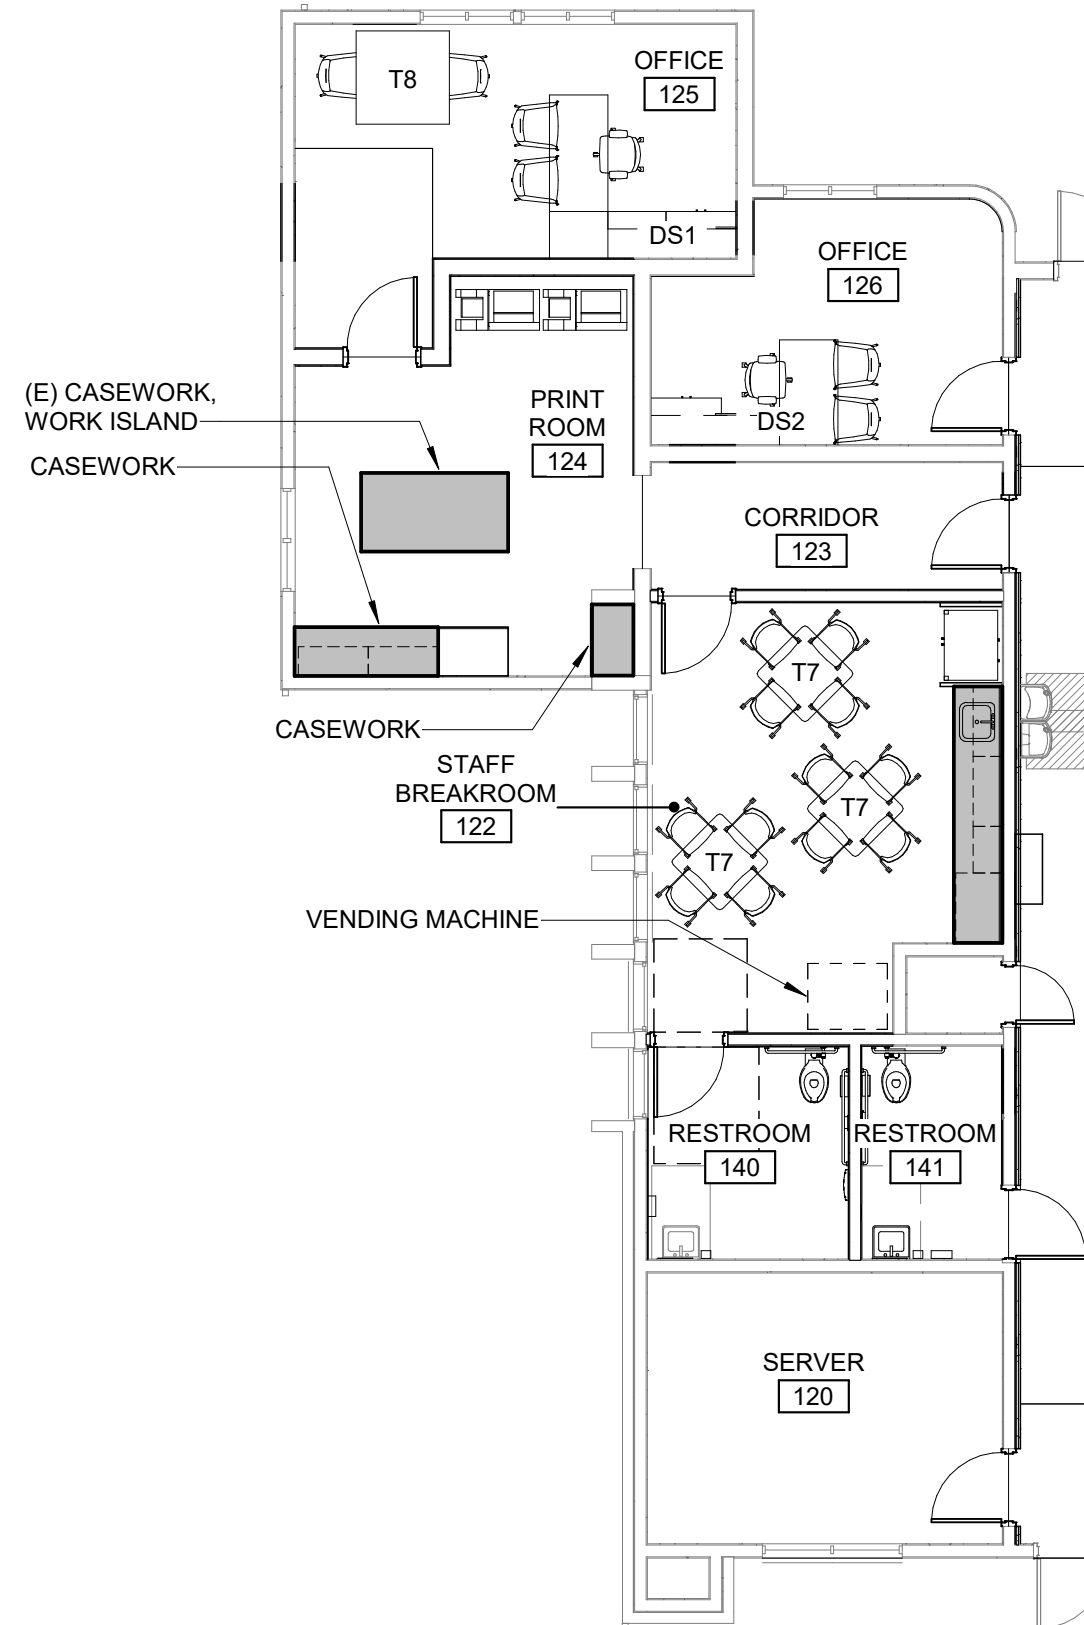 OFFICE
125
T8
DS1
OFFICE
126
(E) CASEWORK,
WORK ISLAND
CASEWORK
PRINT
ROOM
124
DS2
CORRIDOR
123
T7
CASEWORK
STAFF
BREAKROOM
122
T7
T7
VENDING MACHINE
RESTROOM
140
RESTROOM
141
SERVER
120